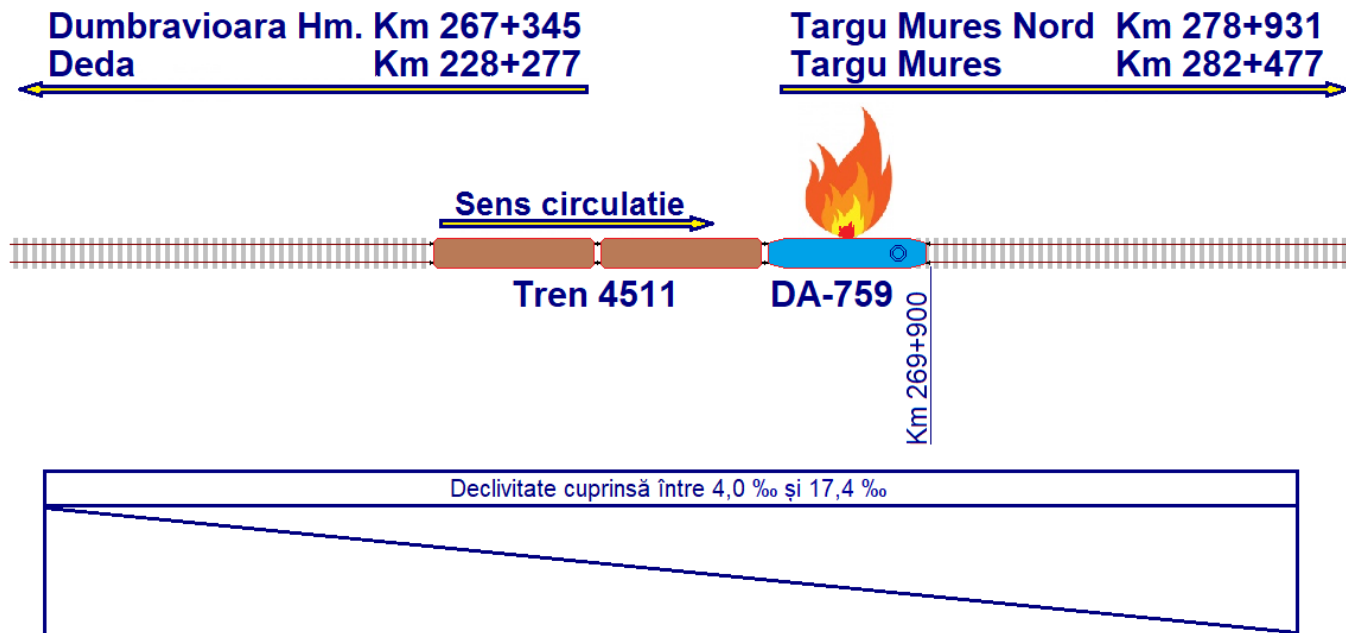 Dumbravioara Hm. Km 267+345
Deda Km 228+277
Targu Mures Nord Km 278+931
Targu Mures Km 282+477
Sens circulatie
Tren 4511
DA-759
Km 269+900
Declivitate cuprinsă între 4,0 ‰ și 17,4 ‰